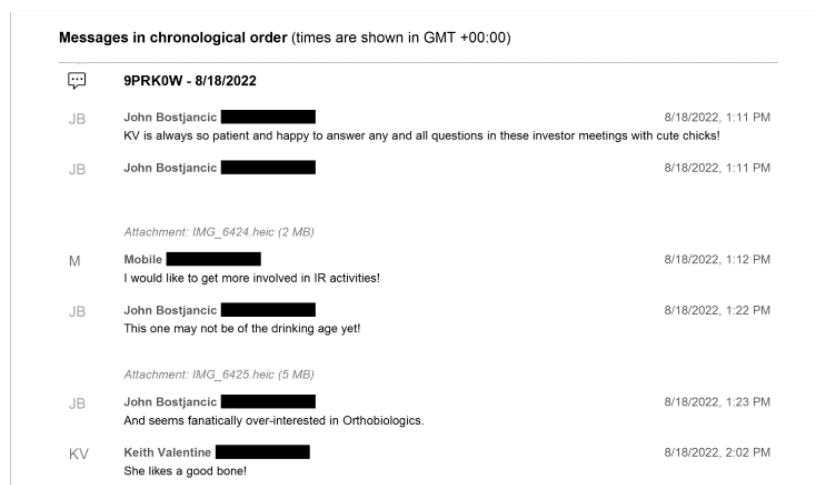 Messages in chronological order (times are shown in GMT +00:00)
9PRK0W - 8/18/2022
JB John Bostjancic 8/18/2022, 1:11 PM
KV is always so patient and happy to answer any and all questions in these investor meetings with cute chicks!
JB John Bostjancic 8/18/2022, 1:11 PM
Attachment: IMG_6424.heic (2 MB)
M Mobile 8/18/2022, 1:12 PM
I would like to get more involved in IR activities!
JB John Bostjancic 8/18/2022, 1:22 PM
This one may not be of the drinking age yet!
Attachment: IMG_6425.heic (5 MB)
JB John Bostjancic 8/18/2022, 1:23 PM
And seems fanatically over-interested in Orthobiologics.
KV Keith Valentine 8/18/2022, 2:02 PM
She likes a good bone!